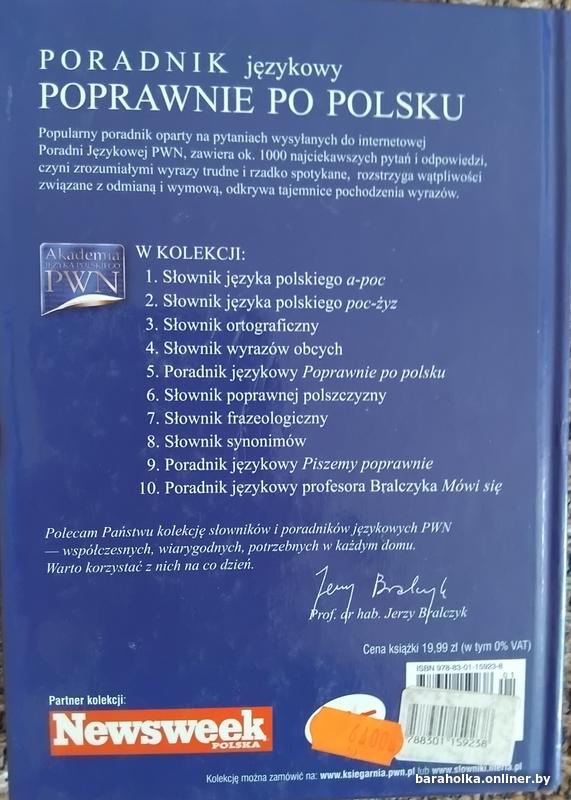 PORADNIK językowy
POPRAWNIE PO POLSKU
Popularny poradnik oparty na pytaniach wysyłanych do internetowej
Poradni Językowej PWN, zawiera ok. 1000 najciekawszych pytań i odpowiedzi,
czyni zrozumiałymi wyrazy trudne i rzadko spotykane, rozstrzyga wątpliwości
związane z odmianą i wymową, odkrywa tajemnice pochodzenia wyrazów.
Akademia
JĘZYKA POLSKIEGO
PWN
W KOLEKCJI:
1. Słownik języka polskiego a-poc
2. Słownik języka polskiego poc-żyz
3. Słownik ortograficzny
4. Słownik wyrazów obcych
5. Poradnik językowy Poprawnie po polsku
6. Słownik poprawnej polszczyzny
7. Słownik frazeologiczny
8. Słownik synonimów
9. Poradnik językowy Piszemy poprawnie
10. Poradnik językowy profesora Bralczyka Mówi się
Polecam Państwu kolekcję słowników i poradników językowych PWN
— współczesnych, wiarygodnych, potrzebnych w każdym domu.
Warto korzystać z nich na co dzień.
Jerzy Bralczyk
Prof. dr hab. Jerzy Bralczyk
Cena książki 19,99 zł (w tym 0% VAT)
ISBN 978-83-01-15923-8
01
788301 159238
Partner kolekcji:
Newsweek
POLSKA
Kolekcję można zamówić na: www.ksiegarnia.pwn.pl lub www.slowniki.
baraholka.onliner.by